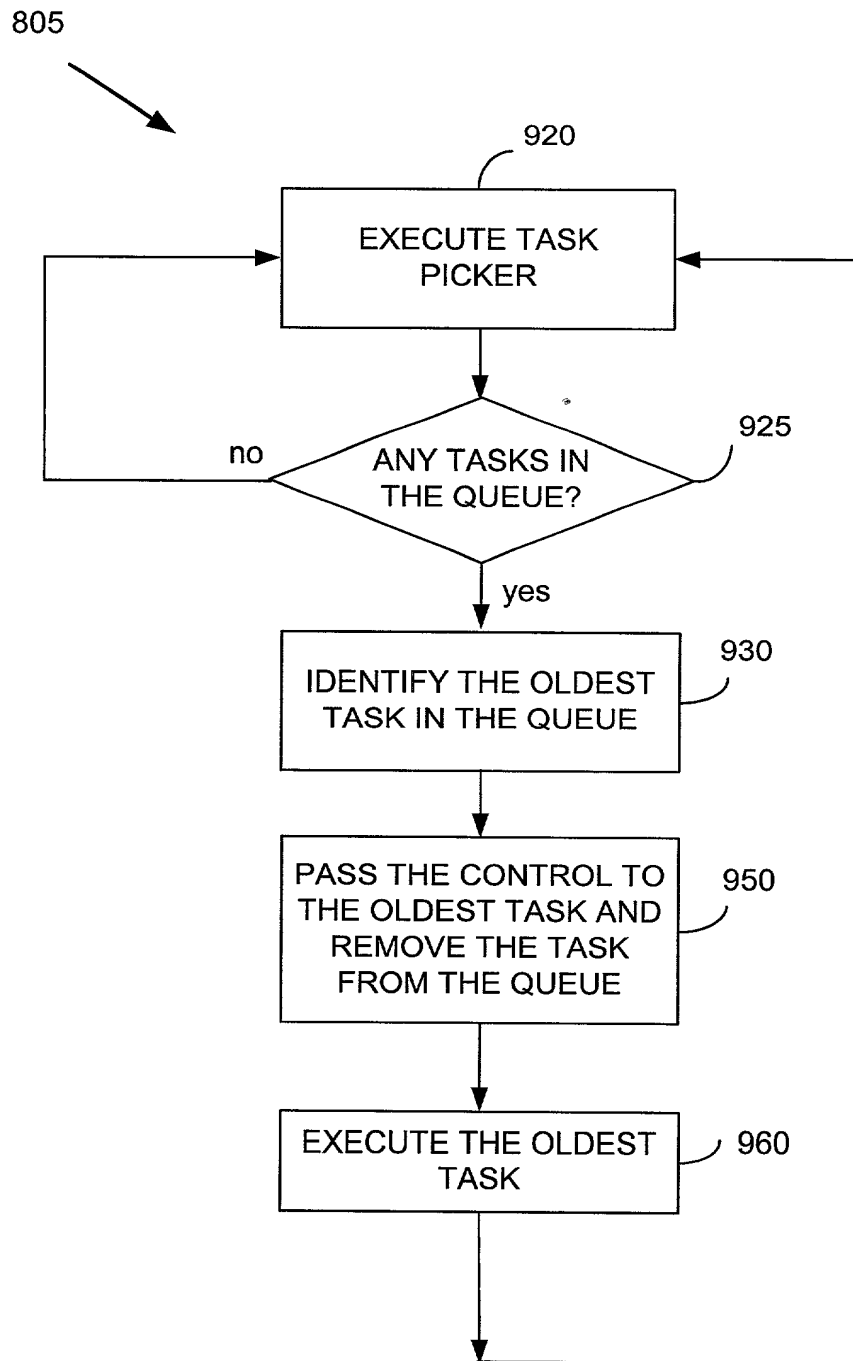 805
920
EXECUTE TASK
PICKER
925
ANY TASKS IN
THE QUEUE?
no
yes
930
IDENTIFY THE OLDEST
TASK IN THE QUEUE
950
PASS THE CONTROL TO
THE OLDEST TASK AND
REMOVE THE TASK
FROM THE QUEUE
960
EXECUTE THE OLDEST
TASK